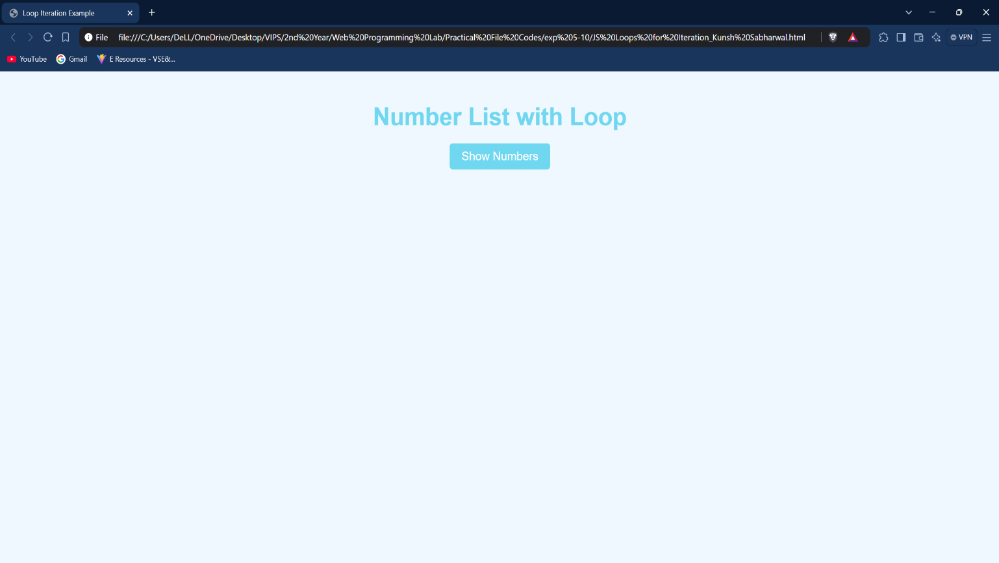 Loop Iteration Example
File file:///C:/Users/DeLL/OneDrive/Desktop/VIPS/2nd%20Year/Web%20Programming%20Lab/Practical%20File%20Codes/exp%205-10/JS%20Loops%20for%20Iteration_Kunsh%20Sabharwal.html VPN
YouTube Gmail E Resources - VSE&...
Number List with Loop
Show Numbers